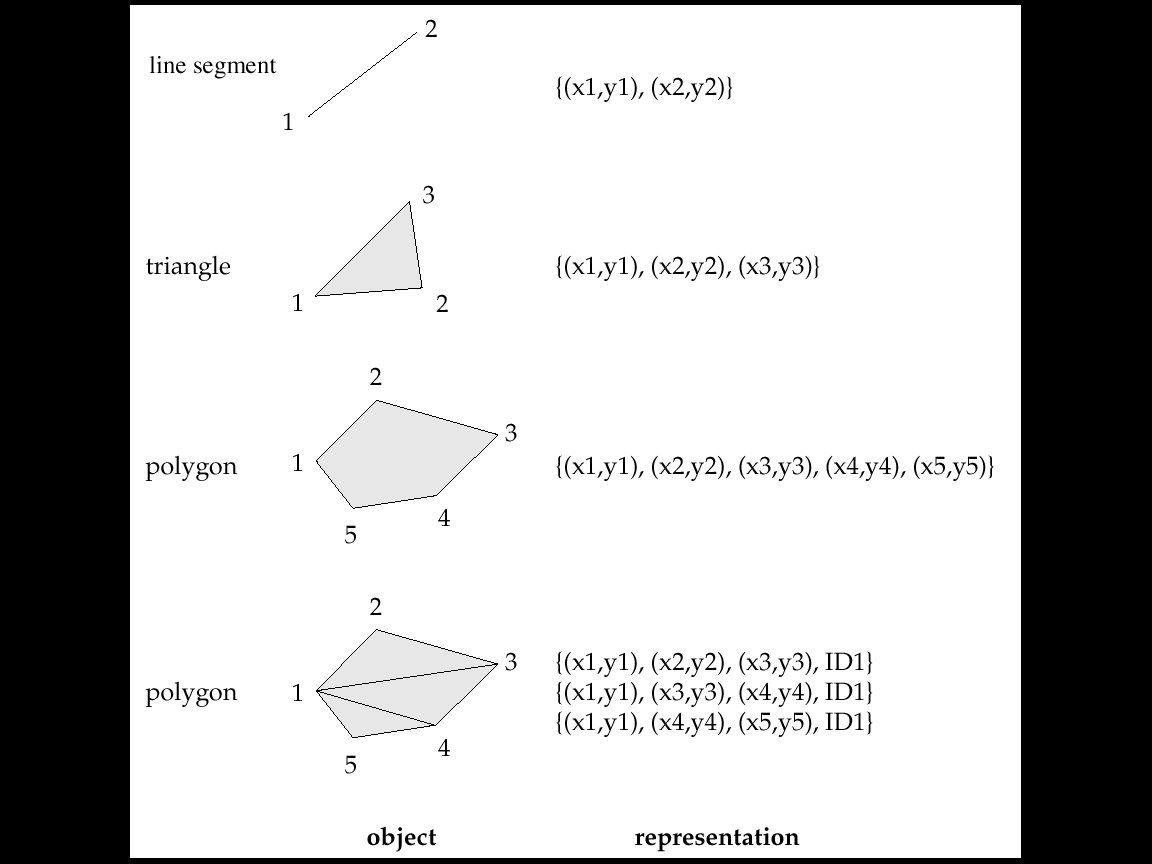 2
line segment
{(x1,y1), (x2,y2)}
1
3
triangle
{(x1,y1), (x2,y2), (x3,y3)}
1
2
2
3
1
polygon
{(x1,y1), (x2,y2), (x3,y3), (x4,y4), (x5,y5)}
4
5
2
3
{(x1,y1), (x2,y2), (x3,y3), ID1}
polygon
1
{(x1,y1), (x3,y3), (x4,y4), ID1}
{(x1,y1), (x4,y4), (x5,y5), ID1}
4
5
object
representation